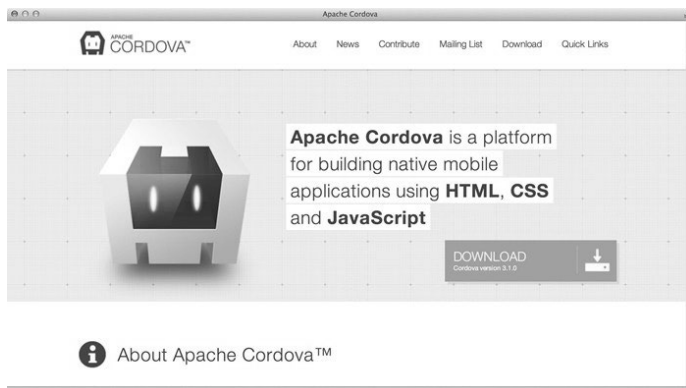 Apache Cordova
APACHE
CORDOVA™
About News Contribute Mailing List Download Quick Links
Apache Cordova is a platform
for building native mobile
applications using HTML, CSS
and JavaScript
DOWNLOAD
Cordova version 3.1.0
About Apache Cordova™